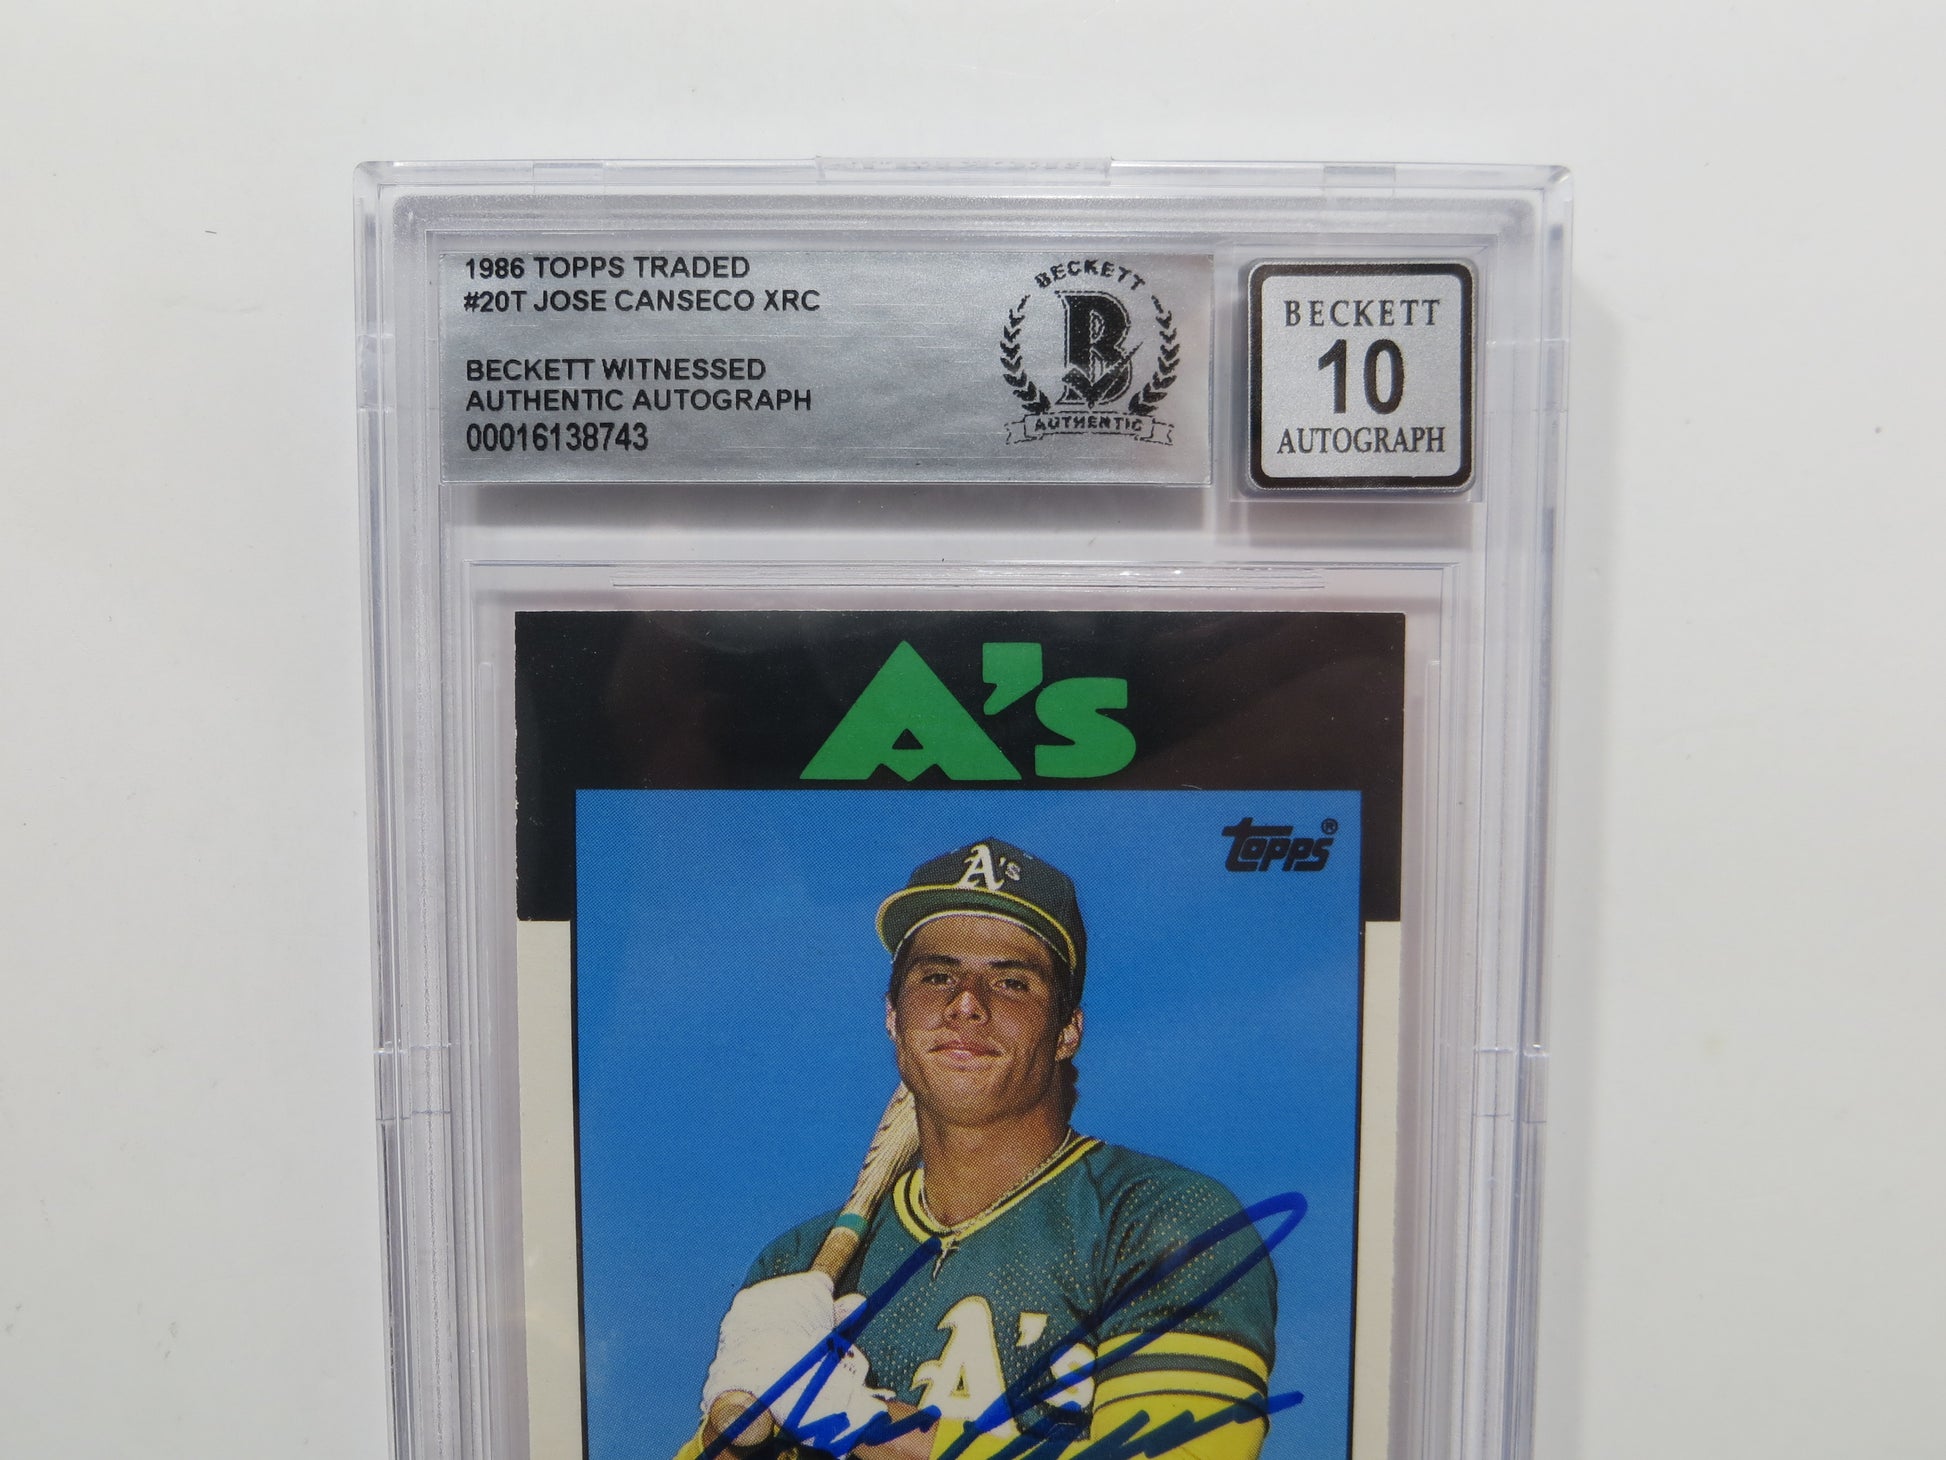 1986 TOPPS TRADED
#20T JOSE CANSECO XRC
BECKETT WITNESSED
AUTHENTIC AUTOGRAPH
00016138743
BECKETT
B
AUTHENTIC
BECKETT
10
AUTOGRAPH
A's
topps®
A's
A's